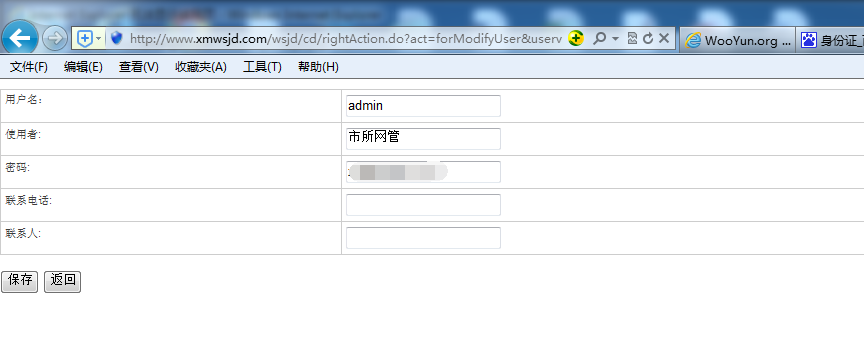 http://www.xmwsjd.com/wsjd/cd/rightAction.do?act=forModifyUser&userv
WooYun.org ...
身份证_
文件(F) 编辑(E) 查看(V) 收藏夹(A) 工具(T) 帮助(H)
用户名: admin
使用者: 市所网管
密码:
联系电话:
联系人:
保存 返回